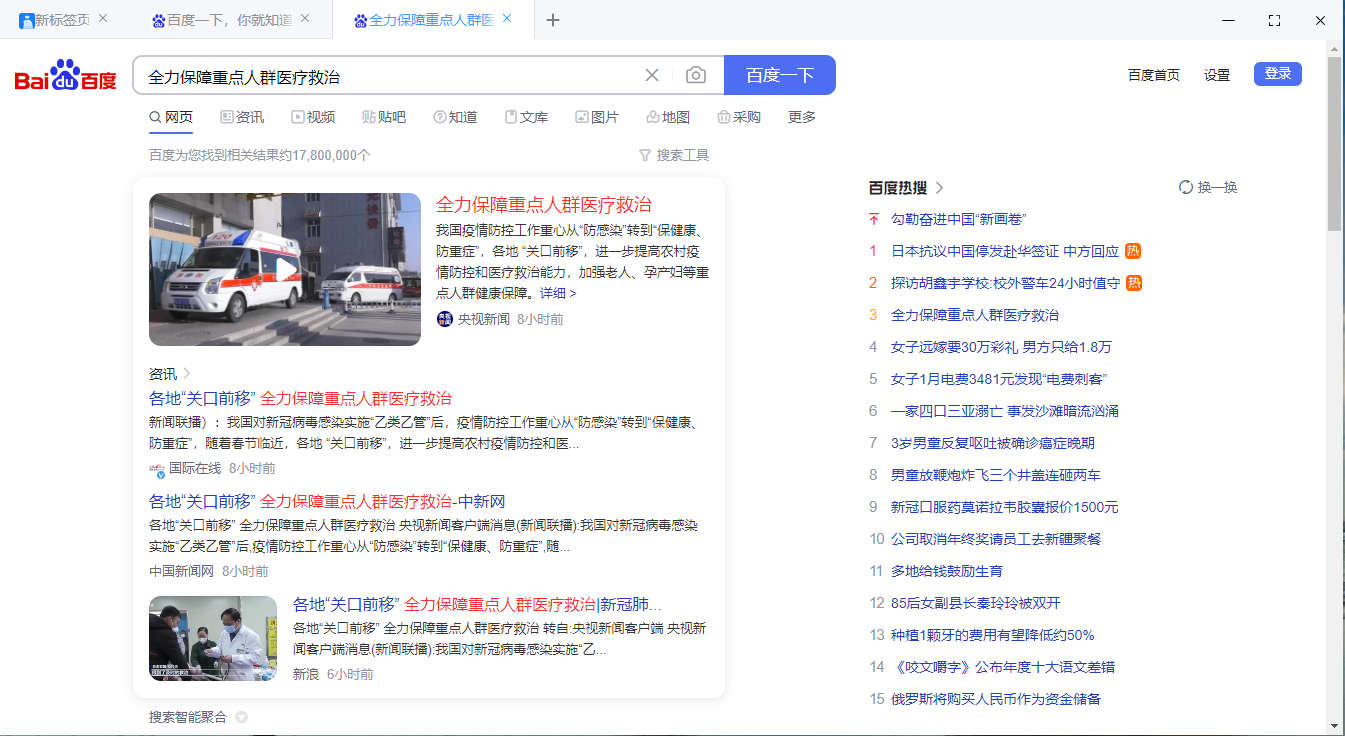 新标签页
百度一下，你就知道
全力保障重点人群医
Bai du 百度
全力保障重点人群医疗救治
百度一下
百度首页
设置
登录
网页 资讯 视频 贴吧 知道 文库 图片 地图 采购 更多
百度为您找到相关结果约17,800,000个
搜索工具
全力保障重点人群医疗救治
我国疫情防控工作重心从“防感染”转到“保健康、
防重症”，各地 “关口前移”，进一步提高农村疫
情防控和医疗救治能力，加强老人、孕产妇等重
点人群健康保障。详细 >
央视新闻 8小时前
资讯
各地“关口前移” 全力保障重点人群医疗救治
新闻联播）：我国对新冠病毒感染实施“乙类乙管”后，疫情防控工作重心从“防感染”转到“保健康、
防重症”，随着春节临近，各地 “关口前移”，进一步提高农村疫情防控和医...
国际在线 8小时前
各地“关口前移” 全力保障重点人群医疗救治-中新网
各地“关口前移” 全力保障重点人群医疗救治 央视新闻客户端消息(新闻联播):我国对新冠病毒感染
实施“乙类乙管”后,疫情防控工作重心从“防感染”转到“保健康、防重症”,随...
中国新闻网 8小时前
各地“关口前移” 全力保障重点人群医疗救治|新冠肺...
各地“关口前移” 全力保障重点人群医疗救治 转自:央视新闻客户端 央视新
闻客户端消息(新闻联播):我国对新冠病毒感染实施“乙...
新浪 6小时前
搜索智能聚合
百度热搜
换一换
勾勒奋进中国“新画卷”
1 日本抗议中国停发赴华签证 中方回应 热
2 探访胡鑫宇学校:校外警车24小时值守 热
3 全力保障重点人群医疗救治
4 女子远嫁要30万彩礼 男方只给1.8万
5 女子1月电费3481元发现“电费刺客”
6 一家四口三亚溺亡 事发沙滩暗流汹涌
7 3岁男童反复呕吐被确诊癌症晚期
8 男童放鞭炮炸飞三个井盖连砸两车
9 新冠口服药莫诺拉韦胶囊报价1500元
10 公司取消年终奖请员工去新疆聚餐
11 多地给钱鼓励生育
12 85后女副县长秦玲玲被双开
13 种植1颗牙的费用有望降低约50%
14 《咬文嚼字》公布年度十大语文差错
15 俄罗斯将购买人民币作为资金储备